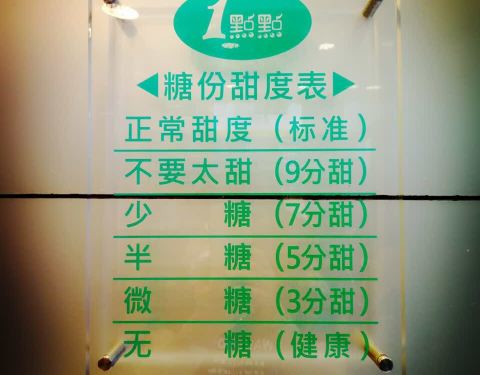 1點點
◀糖份甜度表▶
正常甜度(标准)
不要太甜(9分甜)
少糖(7分甜)
半糖(5分甜)
微糖(3分甜)
无糖(健康)